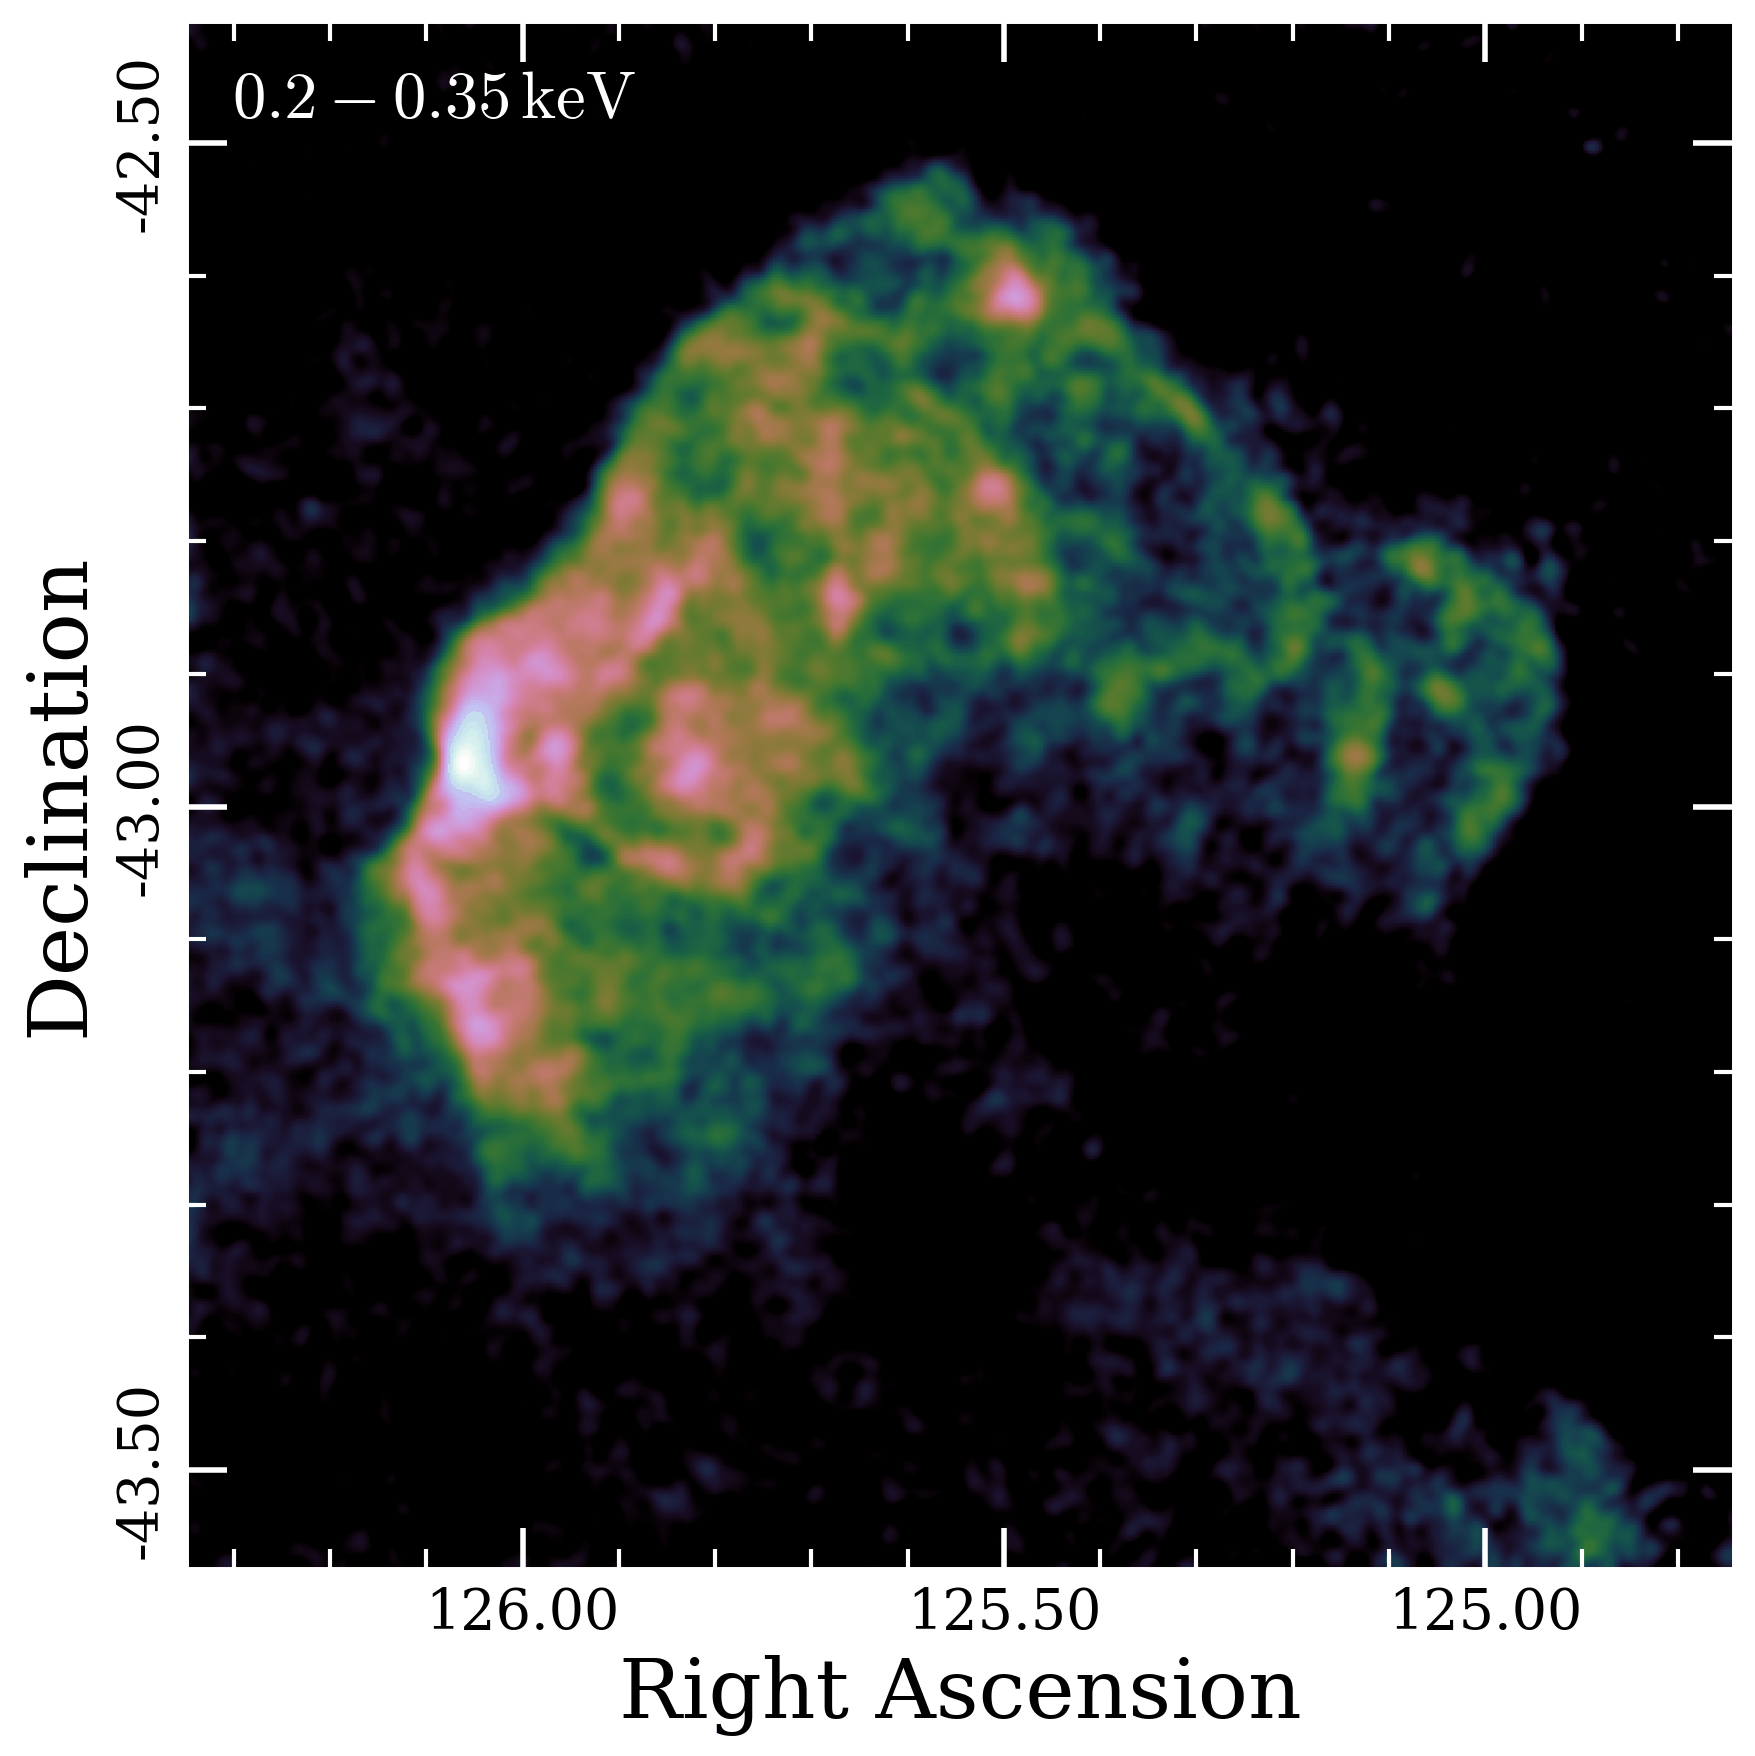 0.2 − 0.35 keV
-42.50
-43.00
-43.50
Declination
126.00 125.50 125.00
Right Ascension